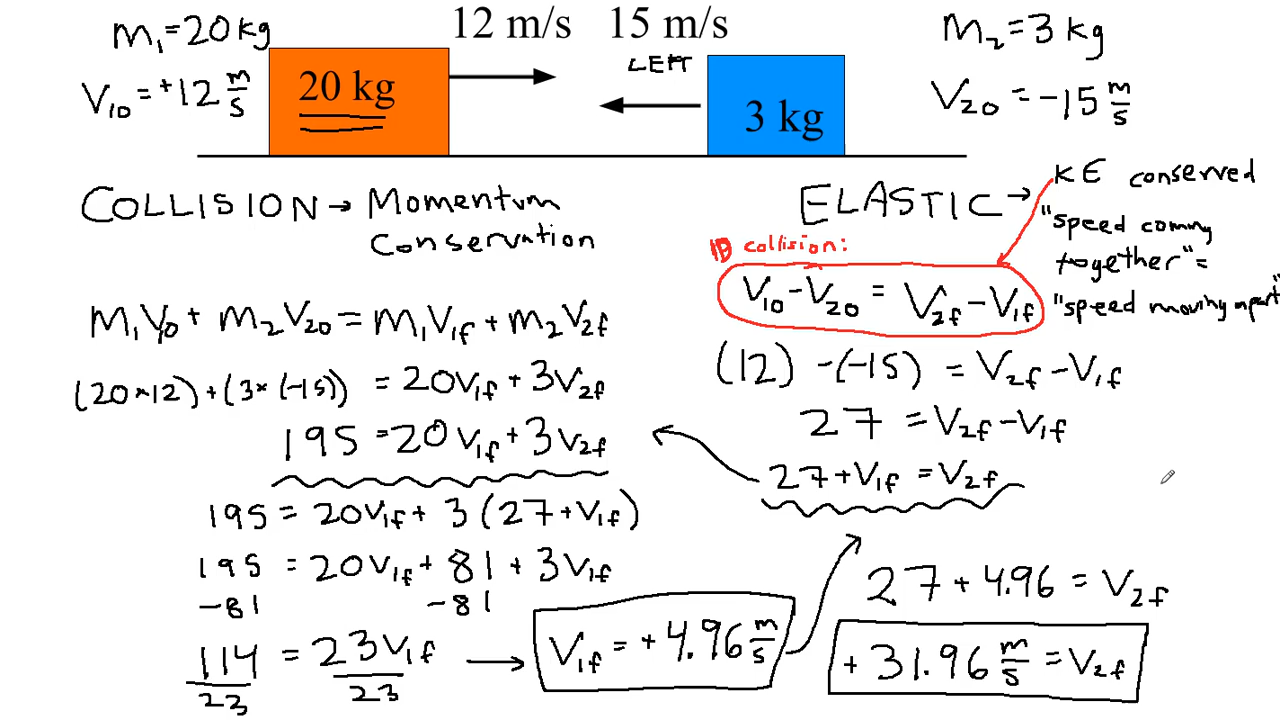 M₁=20kg
V₁₀=+12 m/s
20 kg
12 m/s
15 m/s
LEFT
3 kg
M₂=3 kg
V₂₀=-15 m/s
COLLISION → Momentum
Conservation
M₁V₁₀+M₂V₂₀=M₁V₁f+M₂V₂f
(20×12)+(3×(-15))=20V₁f+3V₂f
195=20V₁f+3V₂f
195=20V₁f+3(27+V₁f)
195=20V₁f+81+3V₁f
-81 -81
114/23=23V₁f/23 →
V₁f=+4.96 m/s
ELASTIC → KE conserved
"speed coming
together"=
"speed moving apart"
1D collision:
V₁₀-V₂₀=V₂f-V₁f
(12)-(-15)=V₂f-V₁f
27=V₂f-V₁f
27+V₁f=V₂f
27+4.96=V₂f
+31.96 m/s=V₂f